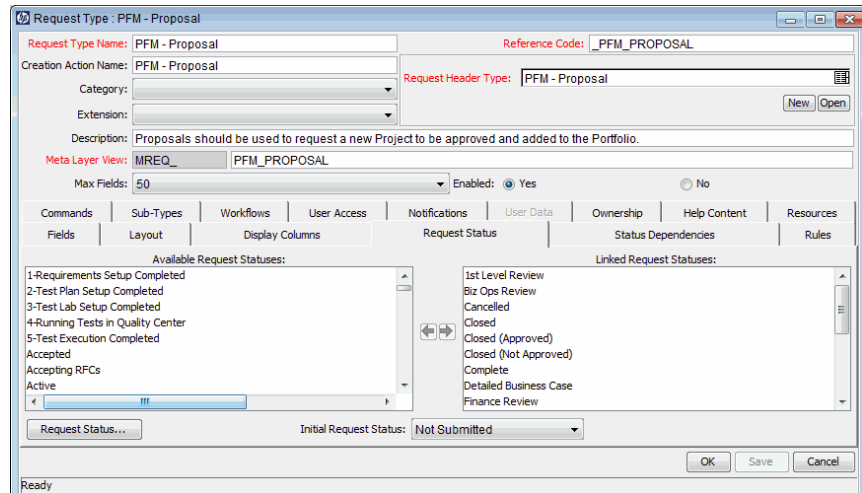 Request Type : PFM - Proposal
Request Type Name: PFM - Proposal Reference Code: _PFM_PROPOSAL
Creation Action Name: PFM - Proposal
Request Header Type: PFM - Proposal
Category:
New Open
Extension:
Description: Proposals should be used to request a new Project to be approved and added to the Portfolio.
Meta Layer View: MREQ_ PFM_PROPOSAL
Max Fields: 50 Enabled: Yes No
Commands Sub-Types Workflows User Access Notifications User Data Ownership Help Content Resources
Fields Layout Display Columns Request Status Status Dependencies Rules
Available Request Statuses: Linked Request Statuses:
1-Requirements Setup Completed 1st Level Review
2-Test Plan Setup Completed Biz Ops Review
3-Test Lab Setup Completed Cancelled
4-Running Tests in Quality Center Closed
5-Test Execution Completed Closed (Approved)
Accepted Closed (Not Approved)
Accepting RFCs Complete
Active Detailed Business Case
Finance Review
Request Status... Initial Request Status: Not Submitted
OK Save Cancel
Ready